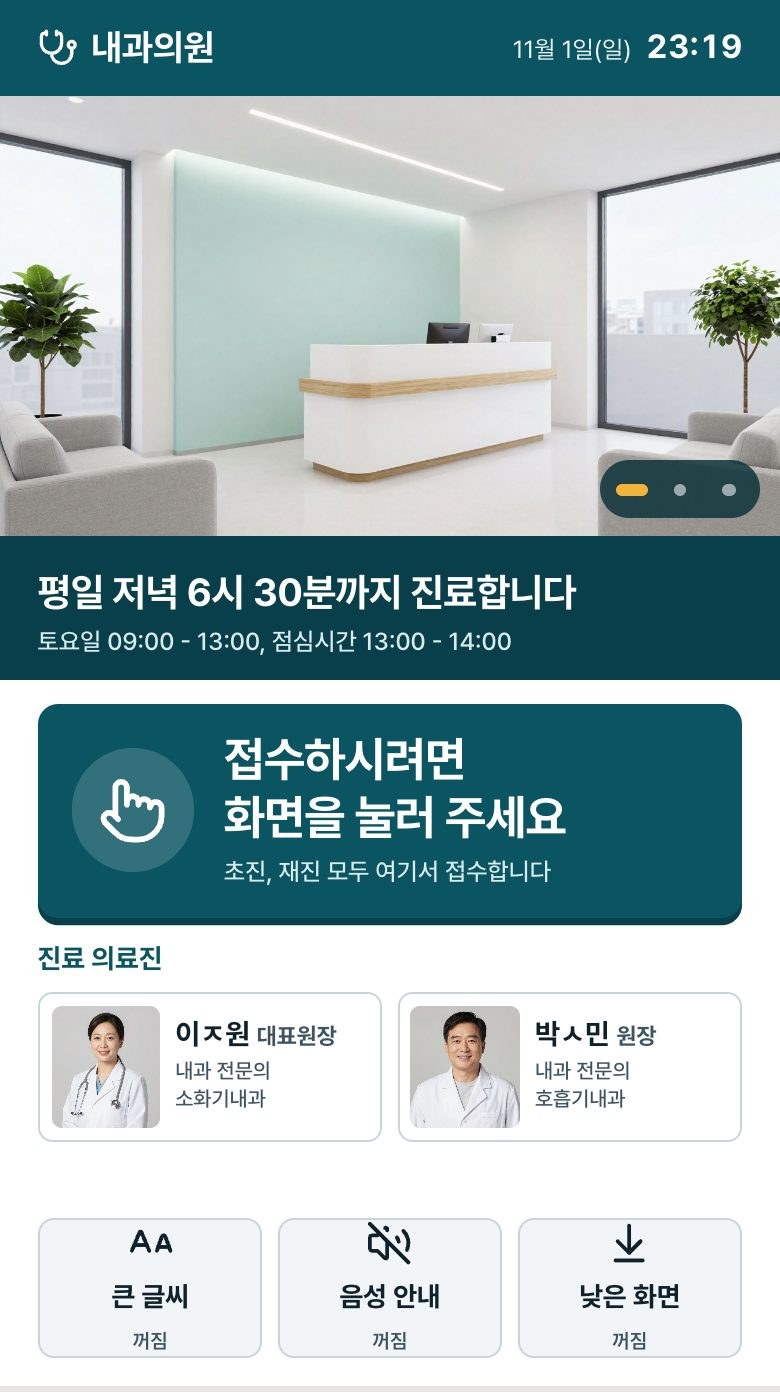 내과의원
11월 1일(일) 23:19
평일 저녁 6시 30분까지 진료합니다
토요일 09:00 - 13:00, 점심시간 13:00 - 14:00
접수하시려면
화면을 눌러 주세요
초진, 재진 모두 여기서 접수합니다
진료 의료진
이ㅈ원 대표원장
내과 전문의
소화기내과
박ㅅ민 원장
내과 전문의
호흡기내과
AA
큰 글씨
꺼짐
음성 안내
꺼짐
낮은 화면
꺼짐